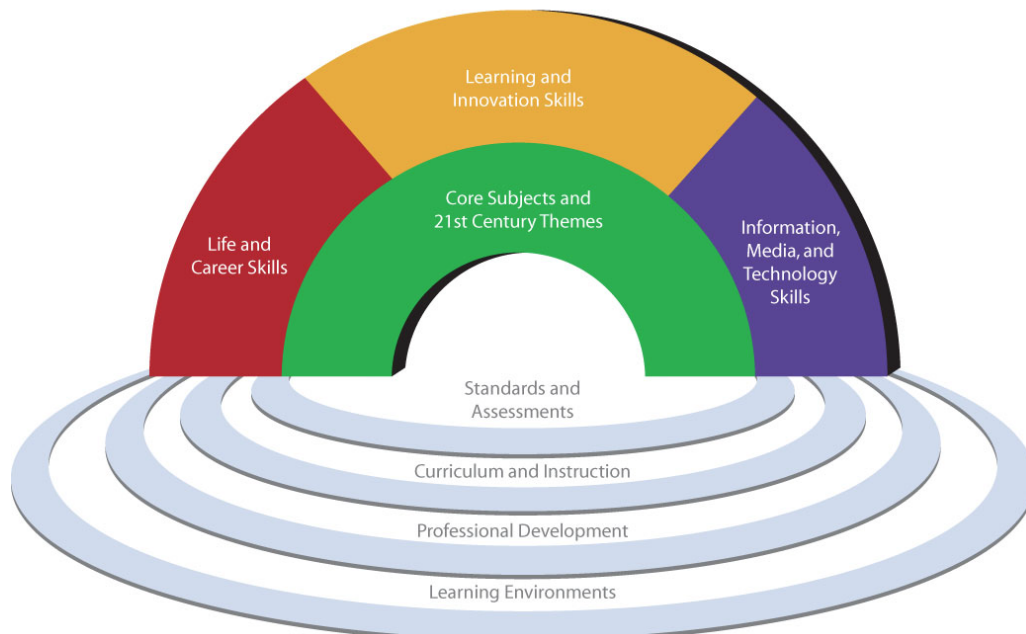 Learning and
Innovation Skills
Core Subjects and
21st Century Themes
Life and
Career Skills
Information,
Media, and
Technology
Skills
Standards and
Assessments
Curriculum and Instruction
Professional Development
Learning Environments